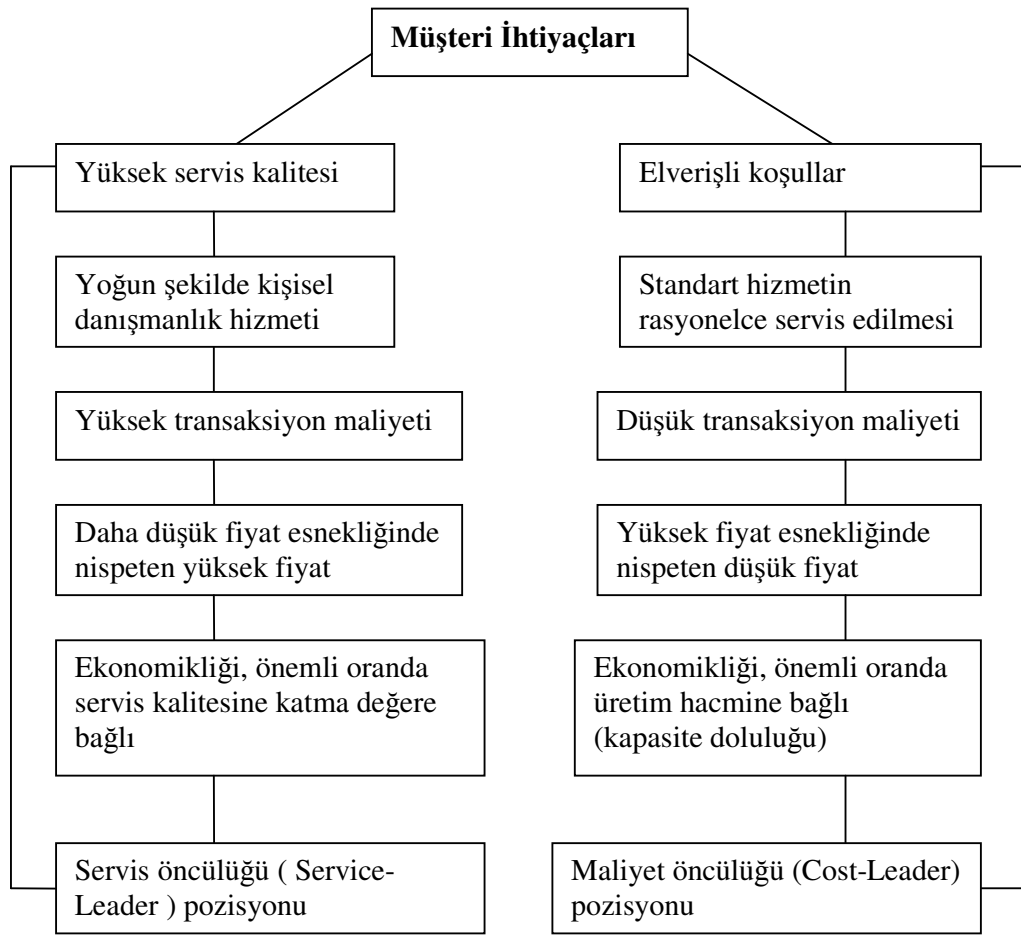 Müşteri İhtiyaçları
Yüksek servis kalitesi
Yoğun şekilde kişisel
danışmanlık hizmeti
Yüksek transaksiyon maliyeti
Daha düşük fiyat esnekliğinde
nispeten yüksek fiyat
Ekonomikliği, önemli oranda
servis kalitesine katma değere
bağlı
Servis öncülüğü ( Service-
Leader ) pozisyonu
Elverişli koşullar
Standart hizmetin
rasyonelce servis edilmesi
Düşük transaksiyon maliyeti
Yüksek fiyat esnekliğinde
nispeten düşük fiyat
Ekonomikliği, önemli oranda
üretim hacmine bağlı
(kapasite doluluğu)
Maliyet öncülüğü (Cost-Leader)
pozisyonu